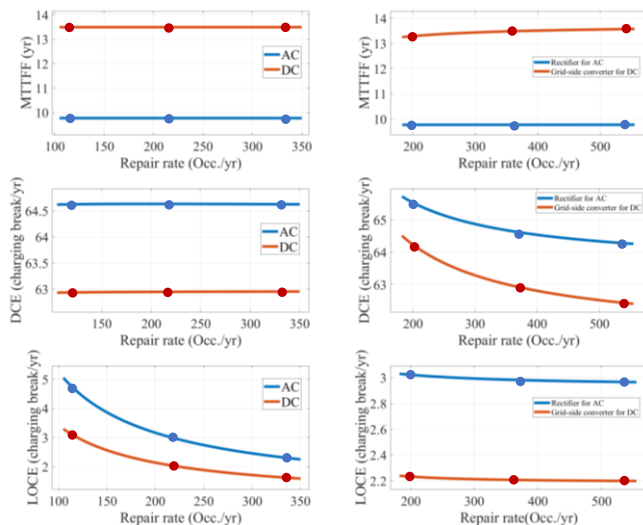 14
13
12
11
10
MTTFF (yr)
AC
DC
100 150 200 250 300 350
Repair rate (Occ./yr)
14
13
12
11
10
MTTFF (yr)
Rectifier for AC
Grid-side converter for DC
200 300 400 500
Repair rate (Occ./yr)
64.5
64
63.5
63
DCE (charging break/yr)
AC
DC
150 200 250 300 350
Repair rate (Occ./yr)
65
64
63
DCE (charging break/yr)
Rectifier for AC
Grid-side converter for DC
200 300 400 500
Repair rate (Occ./yr)
5
4
3
2
LOCE (charging break/yr)
AC
DC
100 150 200 250 300 350
Repair rate (Occ./yr)
3
2.8
2.6
2.4
2.2
LOCE (charging break/yr)
Rectifier for AC
Grid-side converter for DC
200 300 400 500
Repair rate(Occ./yr)